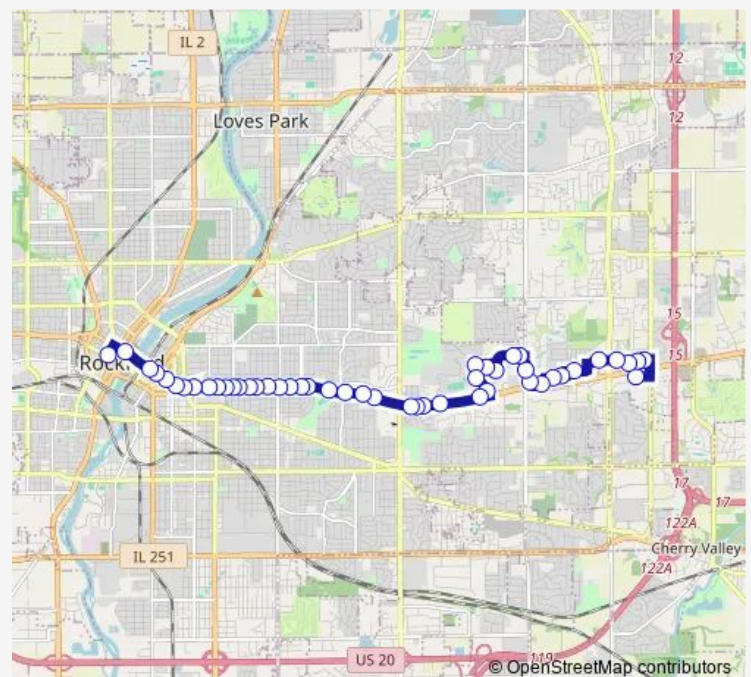 IL 2
12
Loves Park
12
15
15
Rockford
17
17
122A
IL 251
Cherry Valley
122A
US 20
119
© OpenStreetMap contributors